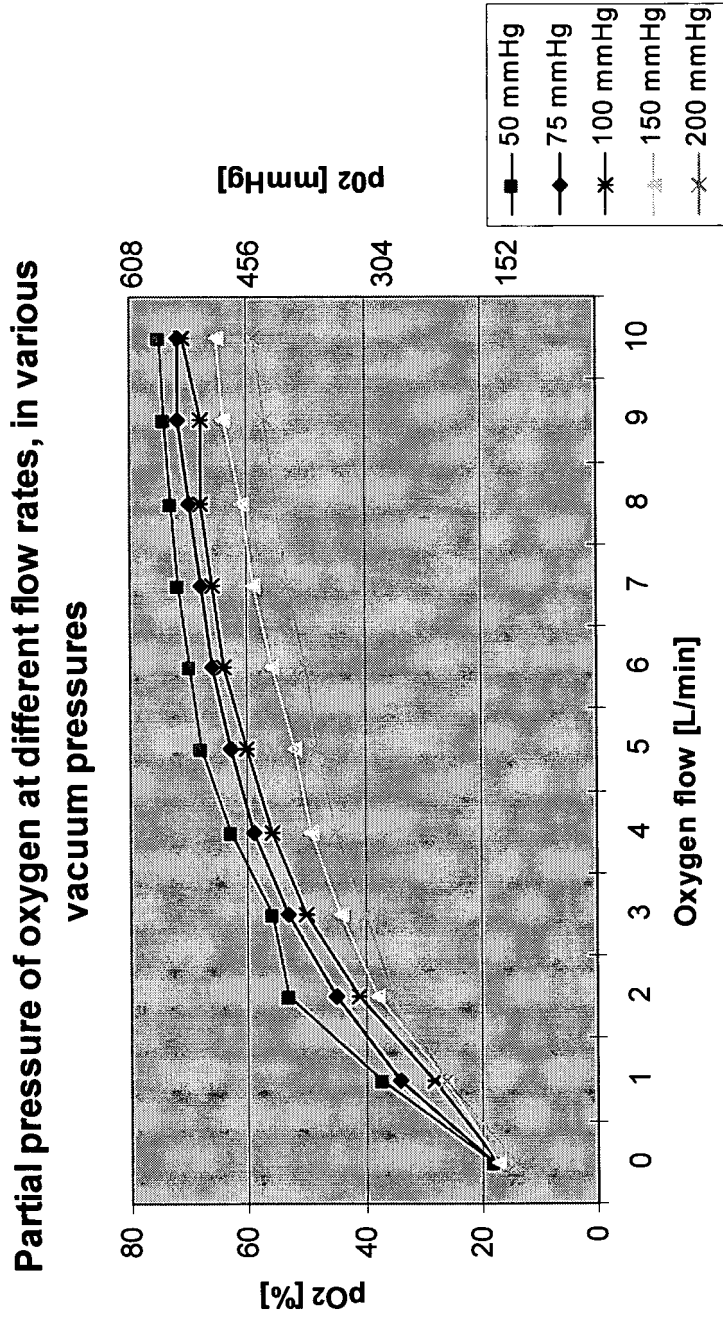 Partial pressure of oxygen at different flow rates, in various
vacuum pressures
80
60
40
20
0
pO2 [%]
608
456
304
152
p02 [mmHg]
0 1 2 3 4 5 6 7 8 9 10
Oxygen flow [L/min]
50 mmHg
75 mmHg
100 mmHg
150 mmHg
200 mmHg